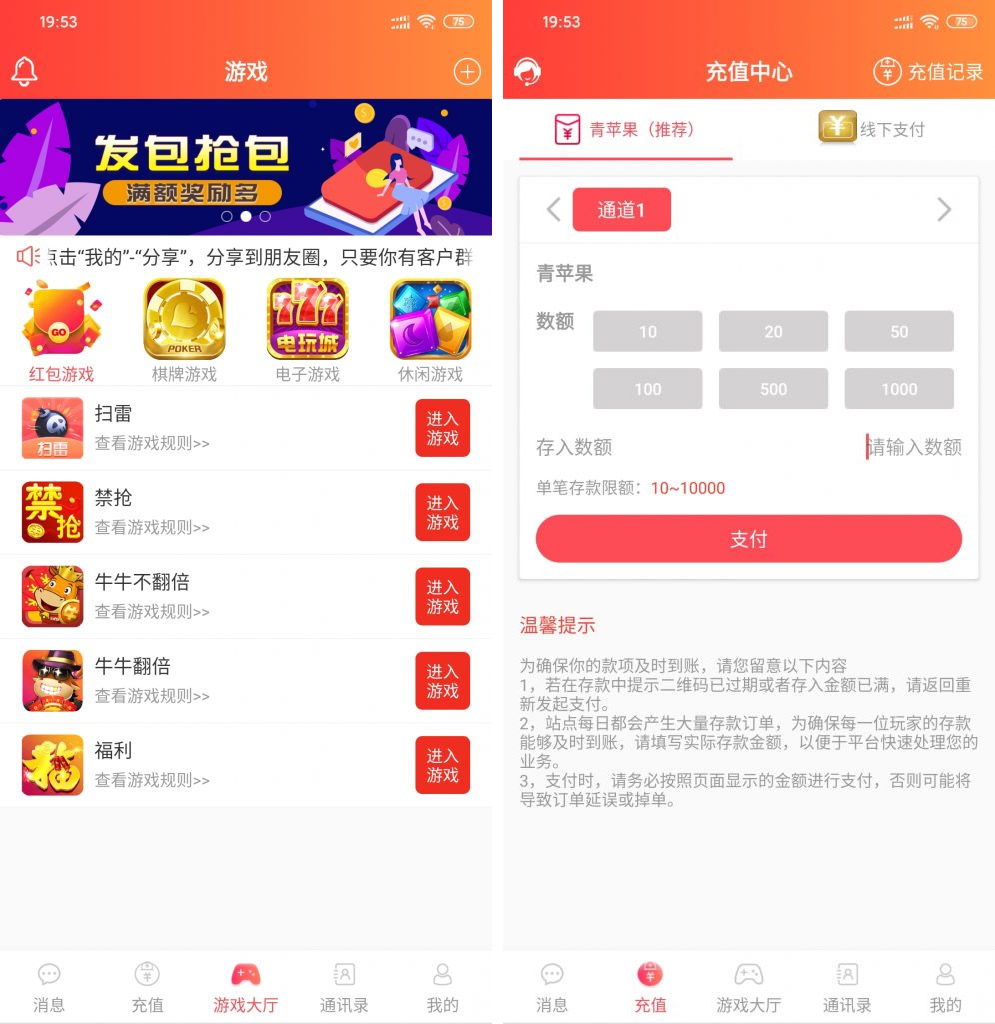 19:53
75
游戏
发包抢包
满额奖励多
点击“我的”-“分享”，分享到朋友圈，只要你有客户群
GO
POKER
777
电玩城
红包游戏
棋牌游戏
电子游戏
休闲游戏
扫雷
扫雷
查看游戏规则>>
进入
游戏
禁
抢
禁抢
查看游戏规则>>
进入
游戏
牛牛不翻倍
查看游戏规则>>
进入
游戏
牛牛翻倍
查看游戏规则>>
进入
游戏
福利
查看游戏规则>>
进入
游戏
消息
充值
游戏大厅
通讯录
我的
19:53
75
充值中心
充值记录
青苹果（推荐）
线下支付
通道1
青苹果
数额
10
20
50
100
500
1000
存入数额
请输入数额
单笔存款限额：10~10000
支付
温馨提示
为确保你的款项及时到账，请您留意以下内容
1，若在存款中提示二维码已过期或者存入金额已满，请返回重
新发起支付。
2，站点每日都会产生大量存款订单，为确保每一位玩家的存款
能够及时到账，请填写实际存款金额，以便于平台快速处理您的
业务。
3，支付时，请务必按照页面显示的金额进行支付，否则可能将
导致订单延误或掉单。
消息
充值
游戏大厅
通讯录
我的